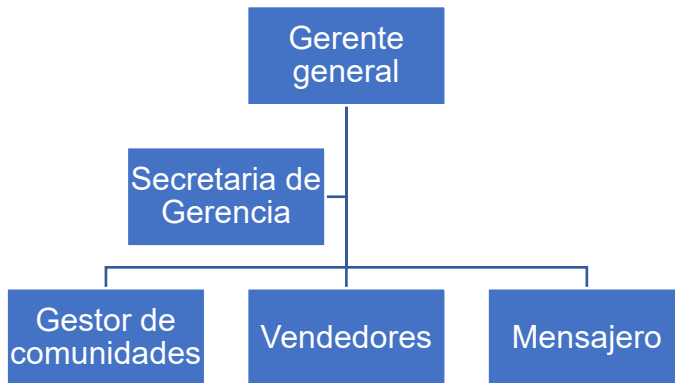 Gerente
general
Secretaria de
Gerencia
Gestor de
comunidades
Vendedores
Mensajero